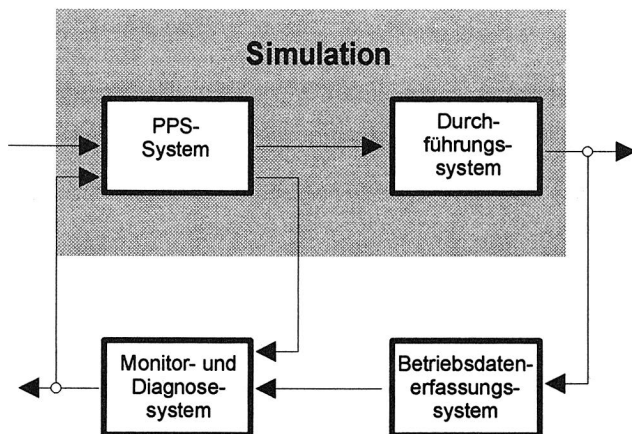 Simulation
PPS-
System
Durch-
führungs-
system
Monitor- und
Diagnose-
system
Betriebsdaten-
erfassungs-
system